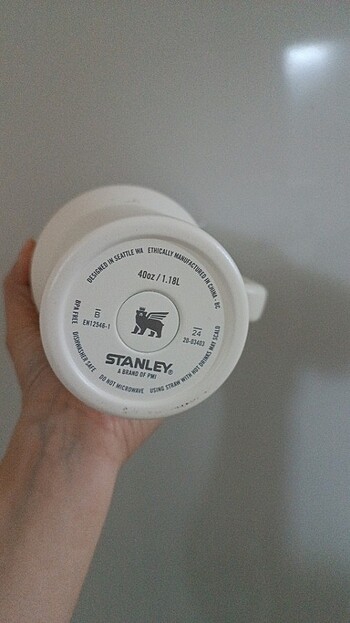 DESIGNED IN SEATTLE WA ETHICALLY MANUFACTURED IN CHINA - BC
40oz / 1.18L
BPA FREE
EN12546-1
24
20-03403
STANLEY®
A BRAND OF PMI
DISHWASHER SAFE DO NOT MICROWAVE USING STRAW WITH HOT DRINKS MAY SCALD